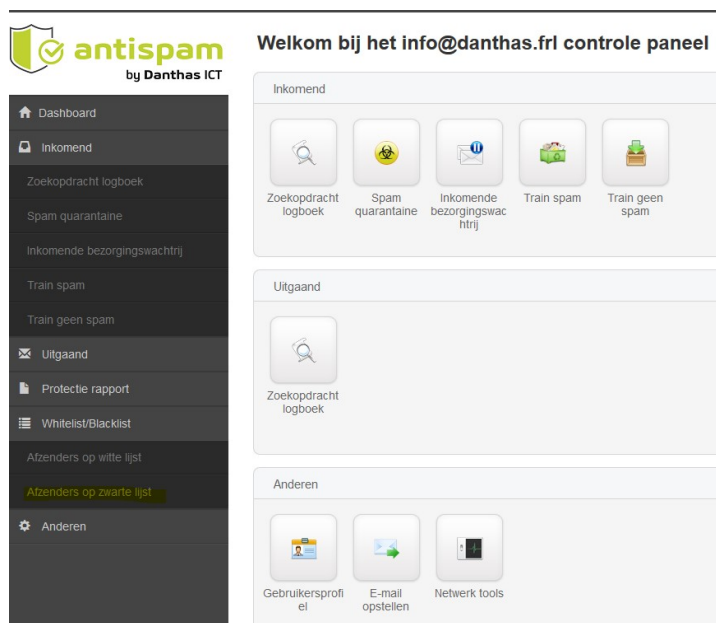 antispam
by Danthas ICT
Dashboard
Inkomend
Zoekopdracht logboek
Spam quarantaine
Inkomende bezorgingswachtrij
Train spam
Train geen spam
Uitgaand
Protectie rapport
Whitelist/Blacklist
Afzenders op witte lijst
Afzenders op zwarte lijst
Anderen
Welkom bij het info@danthas.frl controle paneel
Inkomend
Zoekopdracht
logboek
Spam
quarantaine
Inkomende
bezorgingswac
htrij
Train spam
Train geen
spam
Uitgaand
Zoekopdracht
logboek
Anderen
Gebruikersprofi
el
E-mail
opstellen
Netwerk tools